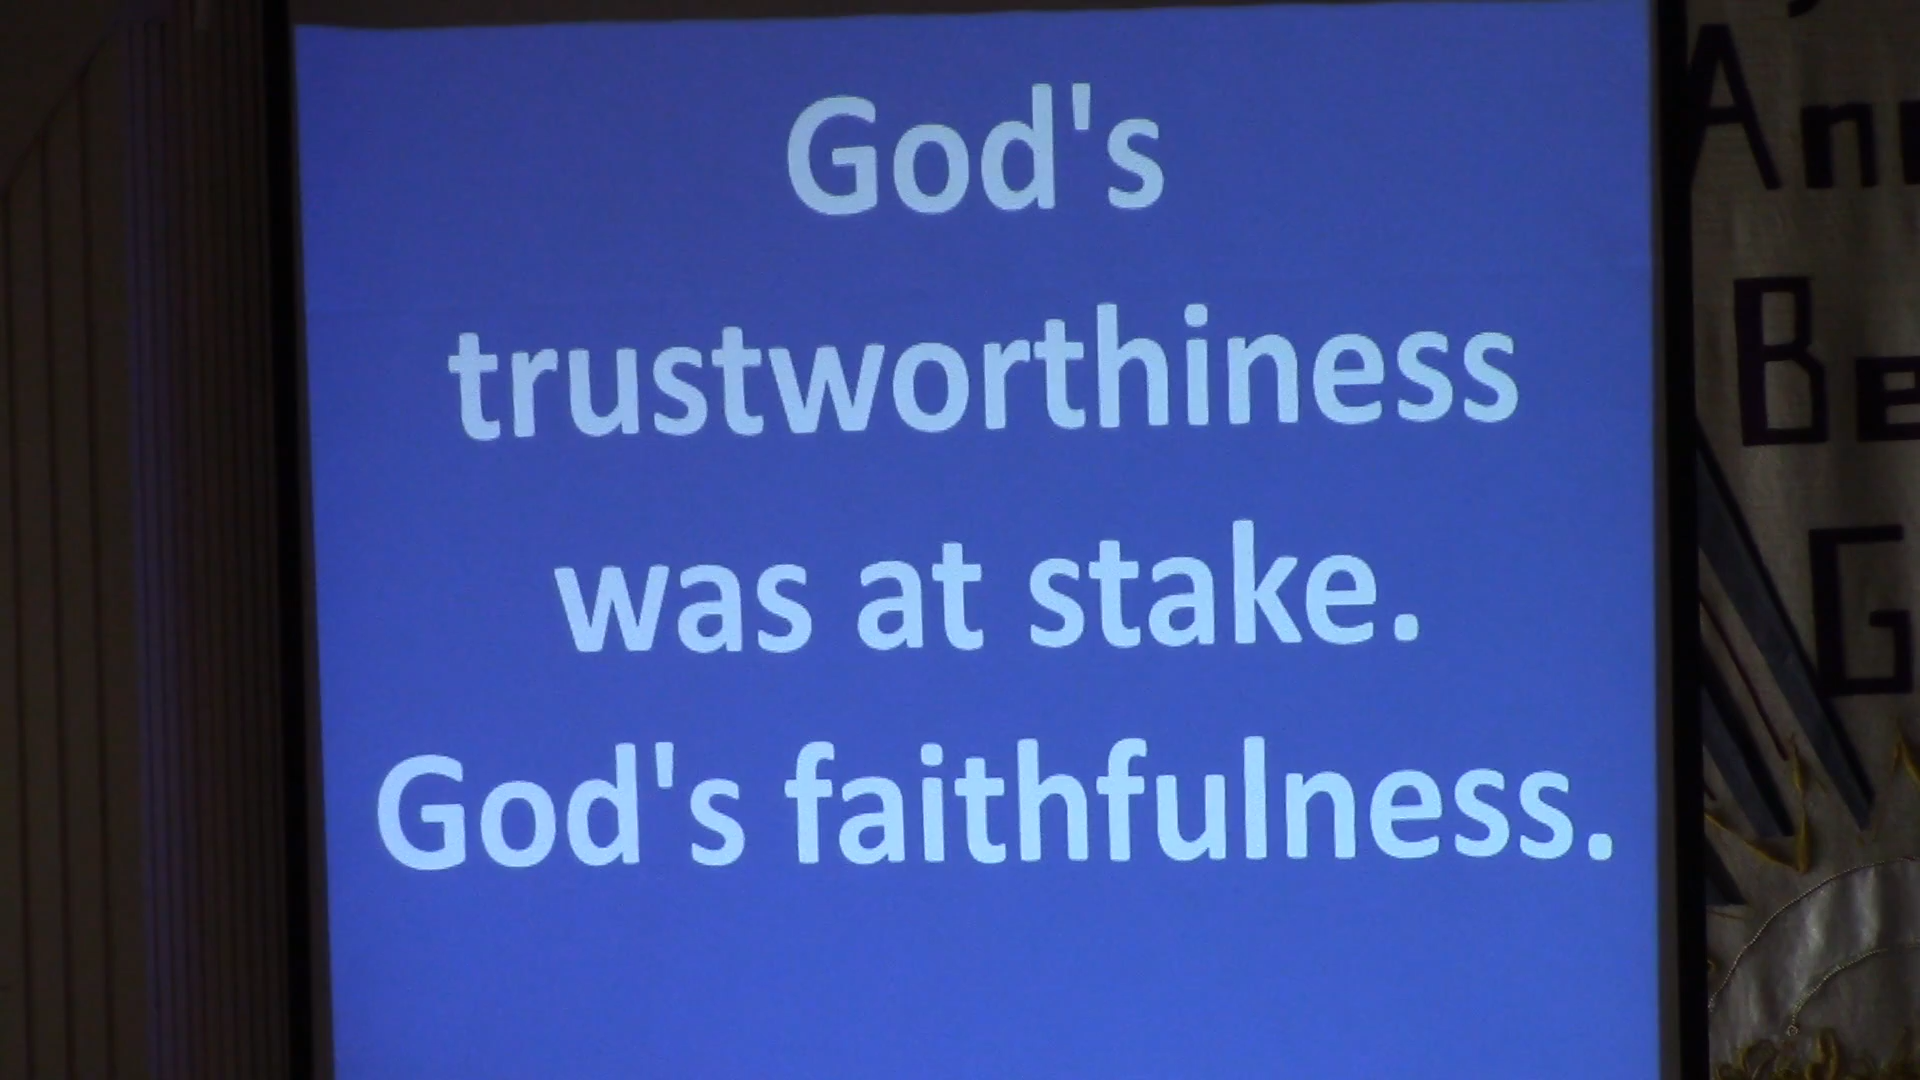 God's
trustworthiness
was at stake.
God's faithfulness.